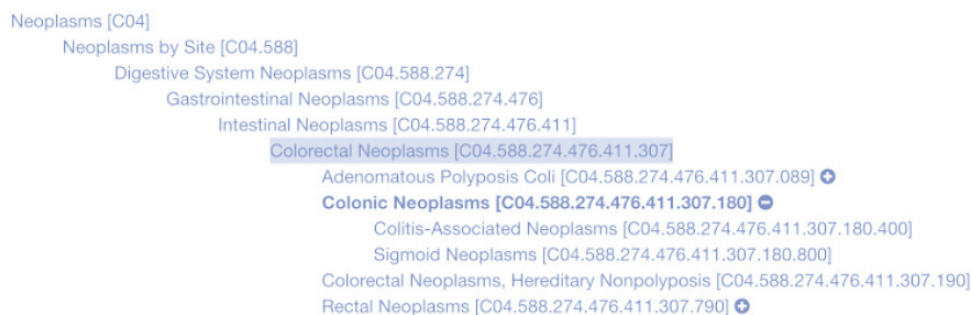 Neoplasms [C04]
Neoplasms by Site [C04.588]
Digestive System Neoplasms [C04.588.274]
Gastrointestinal Neoplasms [C04.588.274.476]
Intestinal Neoplasms [C04.588.274.476.411]
Colorectal Neoplasms [C04.588.274.476.411.307]
Adenomatous Polyposis Coli [C04.588.274.476.411.307.089]
Colonic Neoplasms [C04.588.274.476.411.307.180]
Colitis-Associated Neoplasms [C04.588.274.476.411.307.180.400]
Sigmoid Neoplasms [C04.588.274.476.411.307.180.800]
Colorectal Neoplasms, Hereditary Nonpolyposis [C04.588.274.476.411.307.190]
Rectal Neoplasms [C04.588.274.476.411.307.790]